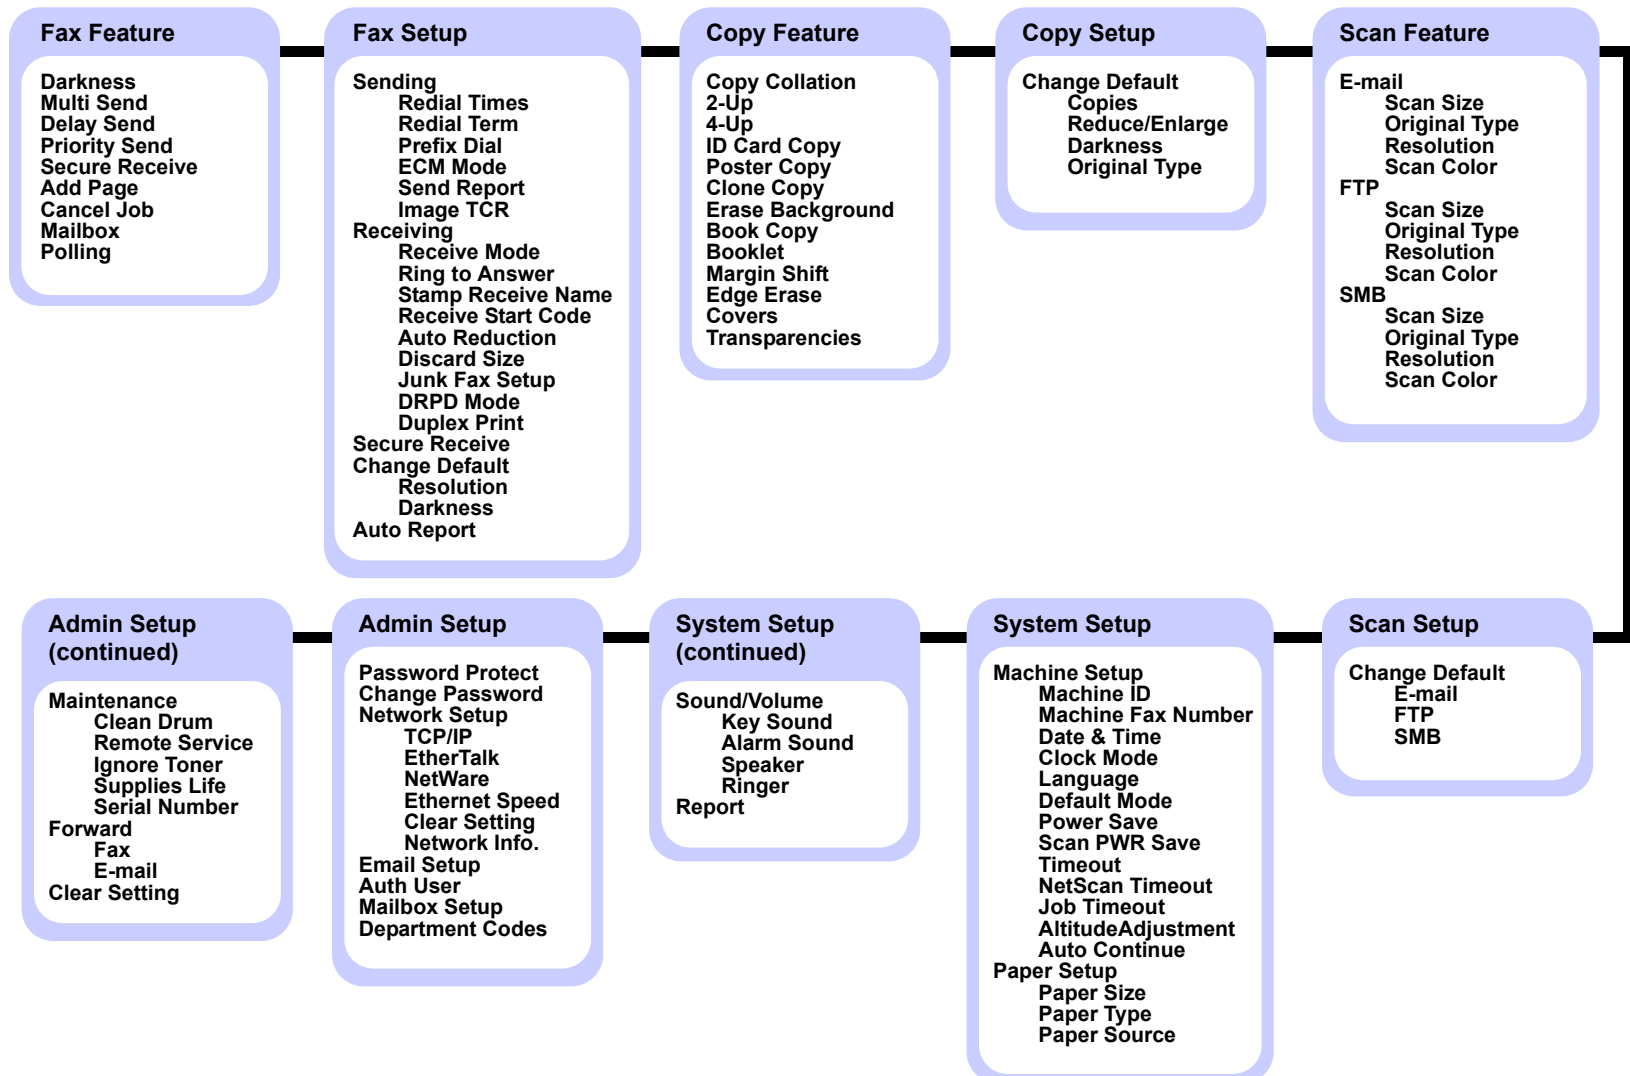 Fax Feature
Darkness
Multi Send
Delay Send
Priority Send
Secure Receive
Add Page
Cancel Job
Mailbox
Polling
Fax Setup
Sending
Redial Times
Redial Term
Prefix Dial
ECM Mode
Send Report
Image TCR
Receiving
Receive Mode
Ring to Answer
Stamp Receive Name
Receive Start Code
Auto Reduction
Discard Size
Junk Fax Setup
DRPD Mode
Duplex Print
Secure Receive
Change Default
Resolution
Darkness
Auto Report
Copy Feature
Copy Collation
2-Up
4-Up
ID Card Copy
Poster Copy
Clone Copy
Erase Background
Book Copy
Booklet
Margin Shift
Edge Erase
Covers
Transparencies
Copy Setup
Change Default
Copies
Reduce/Enlarge
Darkness
Original Type
Scan Feature
E-mail
Scan Size
Original Type
Resolution
Scan Color
FTP
Scan Size
Original Type
Resolution
Scan Color
SMB
Scan Size
Original Type
Resolution
Scan Color
Admin Setup
(continued)
Maintenance
Clean Drum
Remote Service
Ignore Toner
Supplies Life
Serial Number
Forward
Fax
E-mail
Clear Setting
Admin Setup
Password Protect
Change Password
Network Setup
TCP/IP
EtherTalk
NetWare
Ethernet Speed
Clear Setting
Network Info.
Email Setup
Auth User
Mailbox Setup
Department Codes
System Setup
(continued)
Sound/Volume
Key Sound
Alarm Sound
Speaker
Ringer
Report
System Setup
Machine Setup
Machine ID
Machine Fax Number
Date & Time
Clock Mode
Language
Default Mode
Power Save
Scan PWR Save
Timeout
NetScan Timeout
Job Timeout
AltitudeAdjustment
Auto Continue
Paper Setup
Paper Size
Paper Type
Paper Source
Scan Setup
Change Default
E-mail
FTP
SMB